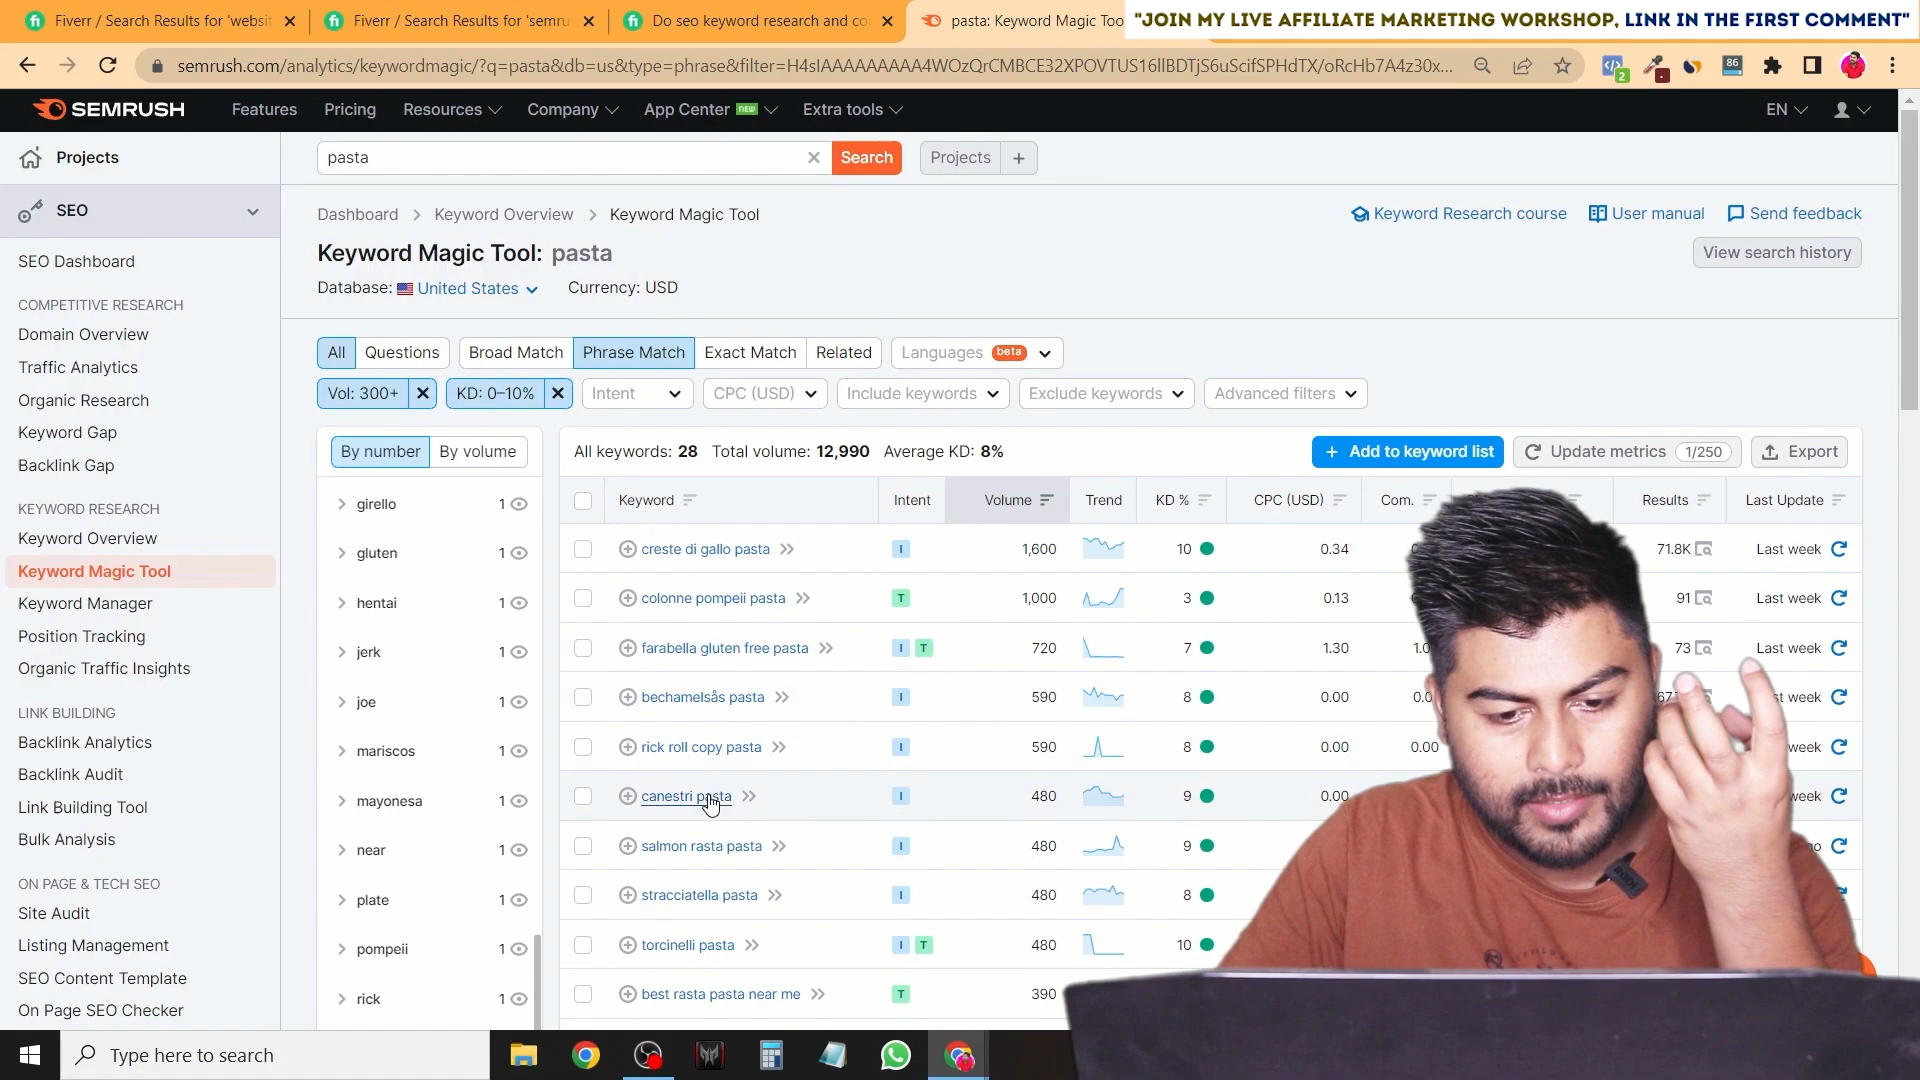 Fiverr / Search Results for 'websit
Fiverr / Search Results for 'semru
Do seo keyword research and co
pasta: Keyword Magic Too
"JOIN MY LIVE AFFILIATE MARKETING WORKSHOP, LINK IN THE FIRST COMMENT"
2
86
SEMRUSH
Features
Pricing
Resources
Company
App Center NEW
Extra tools
EN
Projects
pasta
Search
Projects
+
SEO
Dashboard > Keyword Overview > Keyword Magic Tool
Keyword Research course
User manual
Send feedback
Keyword Magic Tool: pasta
View search history
Database: United States
Currency: USD
SEO Dashboard
COMPETITIVE RESEARCH
Domain Overview
Traffic Analytics
Organic Research
Keyword Gap
Backlink Gap
KEYWORD RESEARCH
Keyword Overview
Keyword Magic Tool
Keyword Manager
Position Tracking
Organic Traffic Insights
LINK BUILDING
Backlink Analytics
Backlink Audit
Link Building Tool
Bulk Analysis
ON PAGE & TECH SEO
Site Audit
Listing Management
SEO Content Template
On Page SEO Checker
All
Questions
Broad Match
Phrase Match
Exact Match
Related
Languages beta
Vol: 300+
KD: 0–10%
Intent
CPC (USD)
Include keywords
Exclude keywords
Advanced filters
By number
By volume
girello 1
gluten 1
hentai 1
jerk 1
joe 1
mariscos 1
mayonesa 1
near 1
plate 1
pompeii 1
rick 1
All keywords: 28 Total volume: 12,990 Average KD: 8%
+ Add to keyword list
Update metrics 1/250
Export
Keyword Intent Volume Trend KD % CPC (USD) Com. Results Last Update
creste di gallo pasta I 1,600 10 0.34 71.8K Last week
colonne pompeii pasta T 1,000 3 0.13 91 Last week
farabella gluten free pasta I T 720 7 1.30 1.0 73 Last week
bechamelsås pasta I 590 8 0.00 0.0 week
rick roll copy pasta I 590 8 0.00 0.00 week
canestri pasta I 480 9 0.00 week
salmon rasta pasta I 480 9
stracciatella pasta I 480 8
torcinelli pasta I T 480 10
best rasta pasta near me T 390
RODE
Type here to search